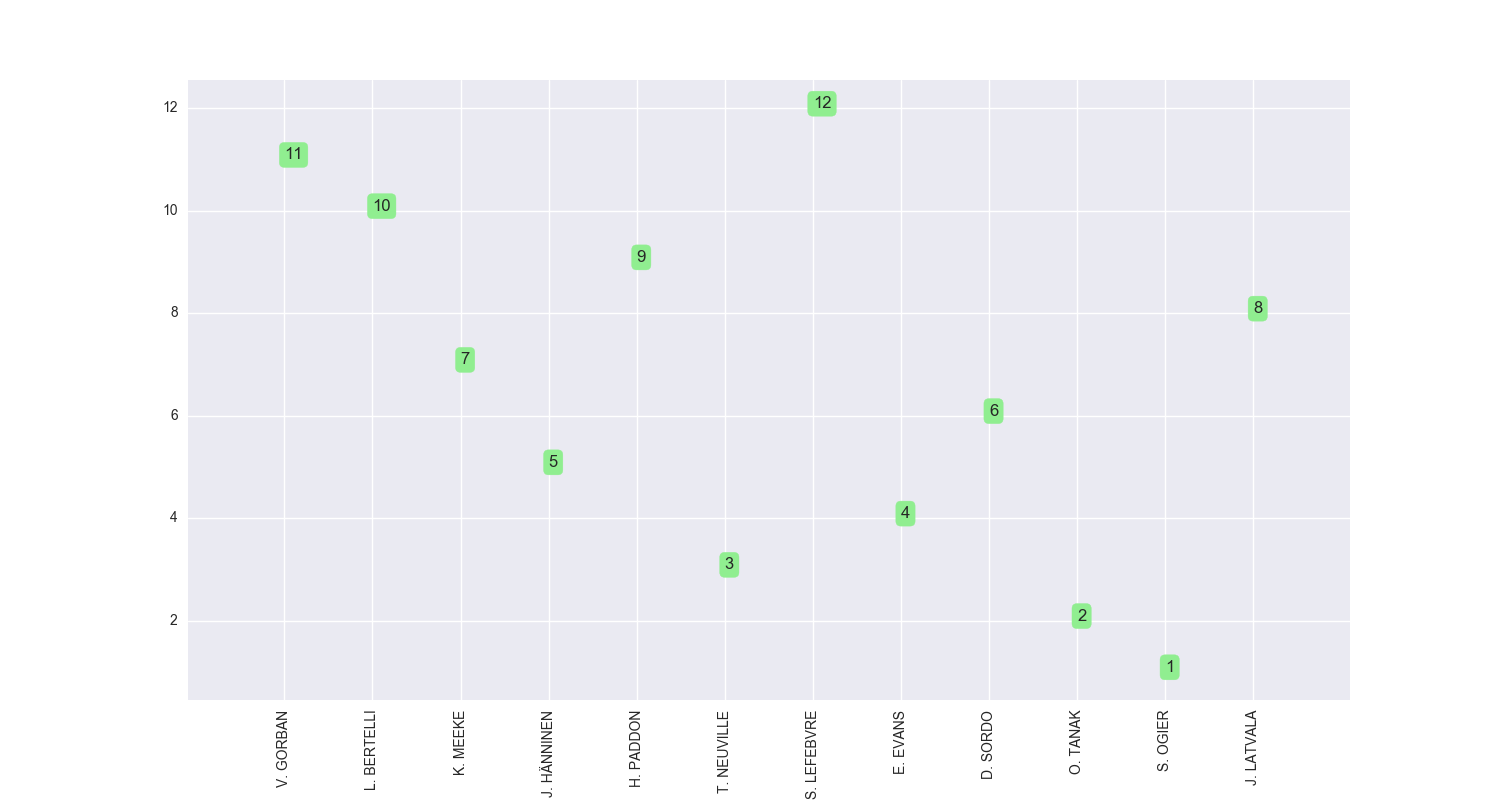 12
12
11
10
10
9
8
8
7
6
6
5
4
4
3
2
2
1
V. GORBAN
L. BERTELLI
K. MEEKE
J. HÄNNINEN
H. PADDON
T. NEUVILLE
S. LEFEBVRE
E. EVANS
D. SORDO
O. TANAK
S. OGIER
J. LATVALA